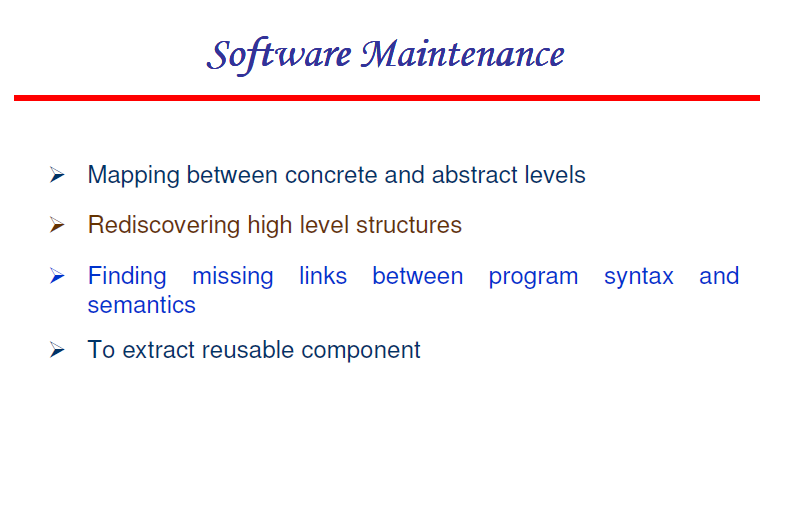 Software Maintenance
Mapping between concrete and abstract levels
Rediscovering high level structures
Finding missing links between program syntax and
semantics
To extract reusable component